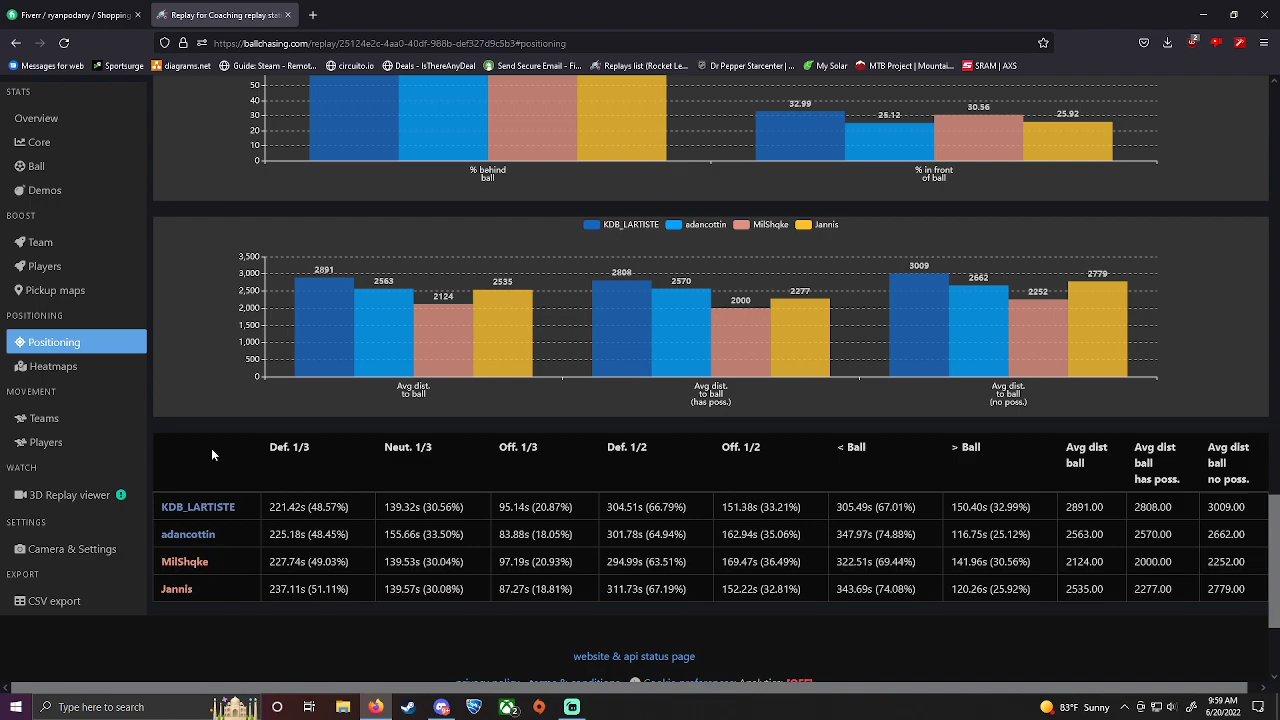 Fiverr / ryanpodany / Shopping
Replay for Coaching replay stati
https://ballchasing.com/replay/25124e2c-4aa0-40df-988b-def327d9c5b3#positioning
Messages for web
Sportsurge
diagrams.net
Guide: Steam - Remot...
circuito.io
Deals - IsThereAnyDeal
Send Secure Email - Fi...
Replays list (Rocket Le...
Dr Pepper Starcenter |...
My Solar
MTB Project | Mountai...
SRAM | AXS
STATS
Overview
Core
Ball
Demos
BOOST
Team
Players
Pickup maps
POSITIONING
Positioning
Heatmaps
MOVEMENT
Teams
Players
WATCH
3D Replay viewer
SETTINGS
Camera & Settings
EXPORT
CSV export
50
40
30
20
10
0
32.99
25.12
30.56
25.92
% behind
ball
% in front
of ball
KDB_LARTISTE adancottin MilShqke Jannis
3,500
3,000
2,500
2,000
1,500
1,000
500
0
2891 2563 2124 2535
2808 2570 2000 2277
3009 2662 2252 2779
Avg dist.
to ball
Avg dist.
to ball
(has poss.)
Avg dist.
to ball
(no poss.)
Def. 1/3 Neut. 1/3 Off. 1/3 Def. 1/2 Off. 1/2 < Ball > Ball Avg dist ball Avg dist ball has poss. Avg dist ball no poss.
KDB_LARTISTE 221.42s (48.57%) 139.32s (30.56%) 95.14s (20.87%) 304.51s (66.79%) 151.38s (33.21%) 305.49s (67.01%) 150.40s (32.99%) 2891.00 2808.00 3009.00
adancottin 225.18s (48.45%) 155.66s (33.50%) 83.88s (18.05%) 301.78s (64.94%) 162.94s (35.06%) 347.97s (74.88%) 116.75s (25.12%) 2563.00 2570.00 2662.00
MilShqke 227.74s (49.03%) 139.53s (30.04%) 97.19s (20.93%) 294.99s (63.51%) 169.47s (36.49%) 322.51s (69.44%) 141.96s (30.56%) 2124.00 2000.00 2252.00
Jannis 237.11s (51.11%) 139.57s (30.08%) 87.27s (18.81%) 311.73s (67.19%) 152.22s (32.81%) 343.69s (74.08%) 120.26s (25.92%) 2535.00 2277.00 2779.00
website & api status page
privacy policy - terms & conditions - Cookie preferences: Analytics:
Type here to search
2
83°F Sunny
9:59 AM
6/20/2022